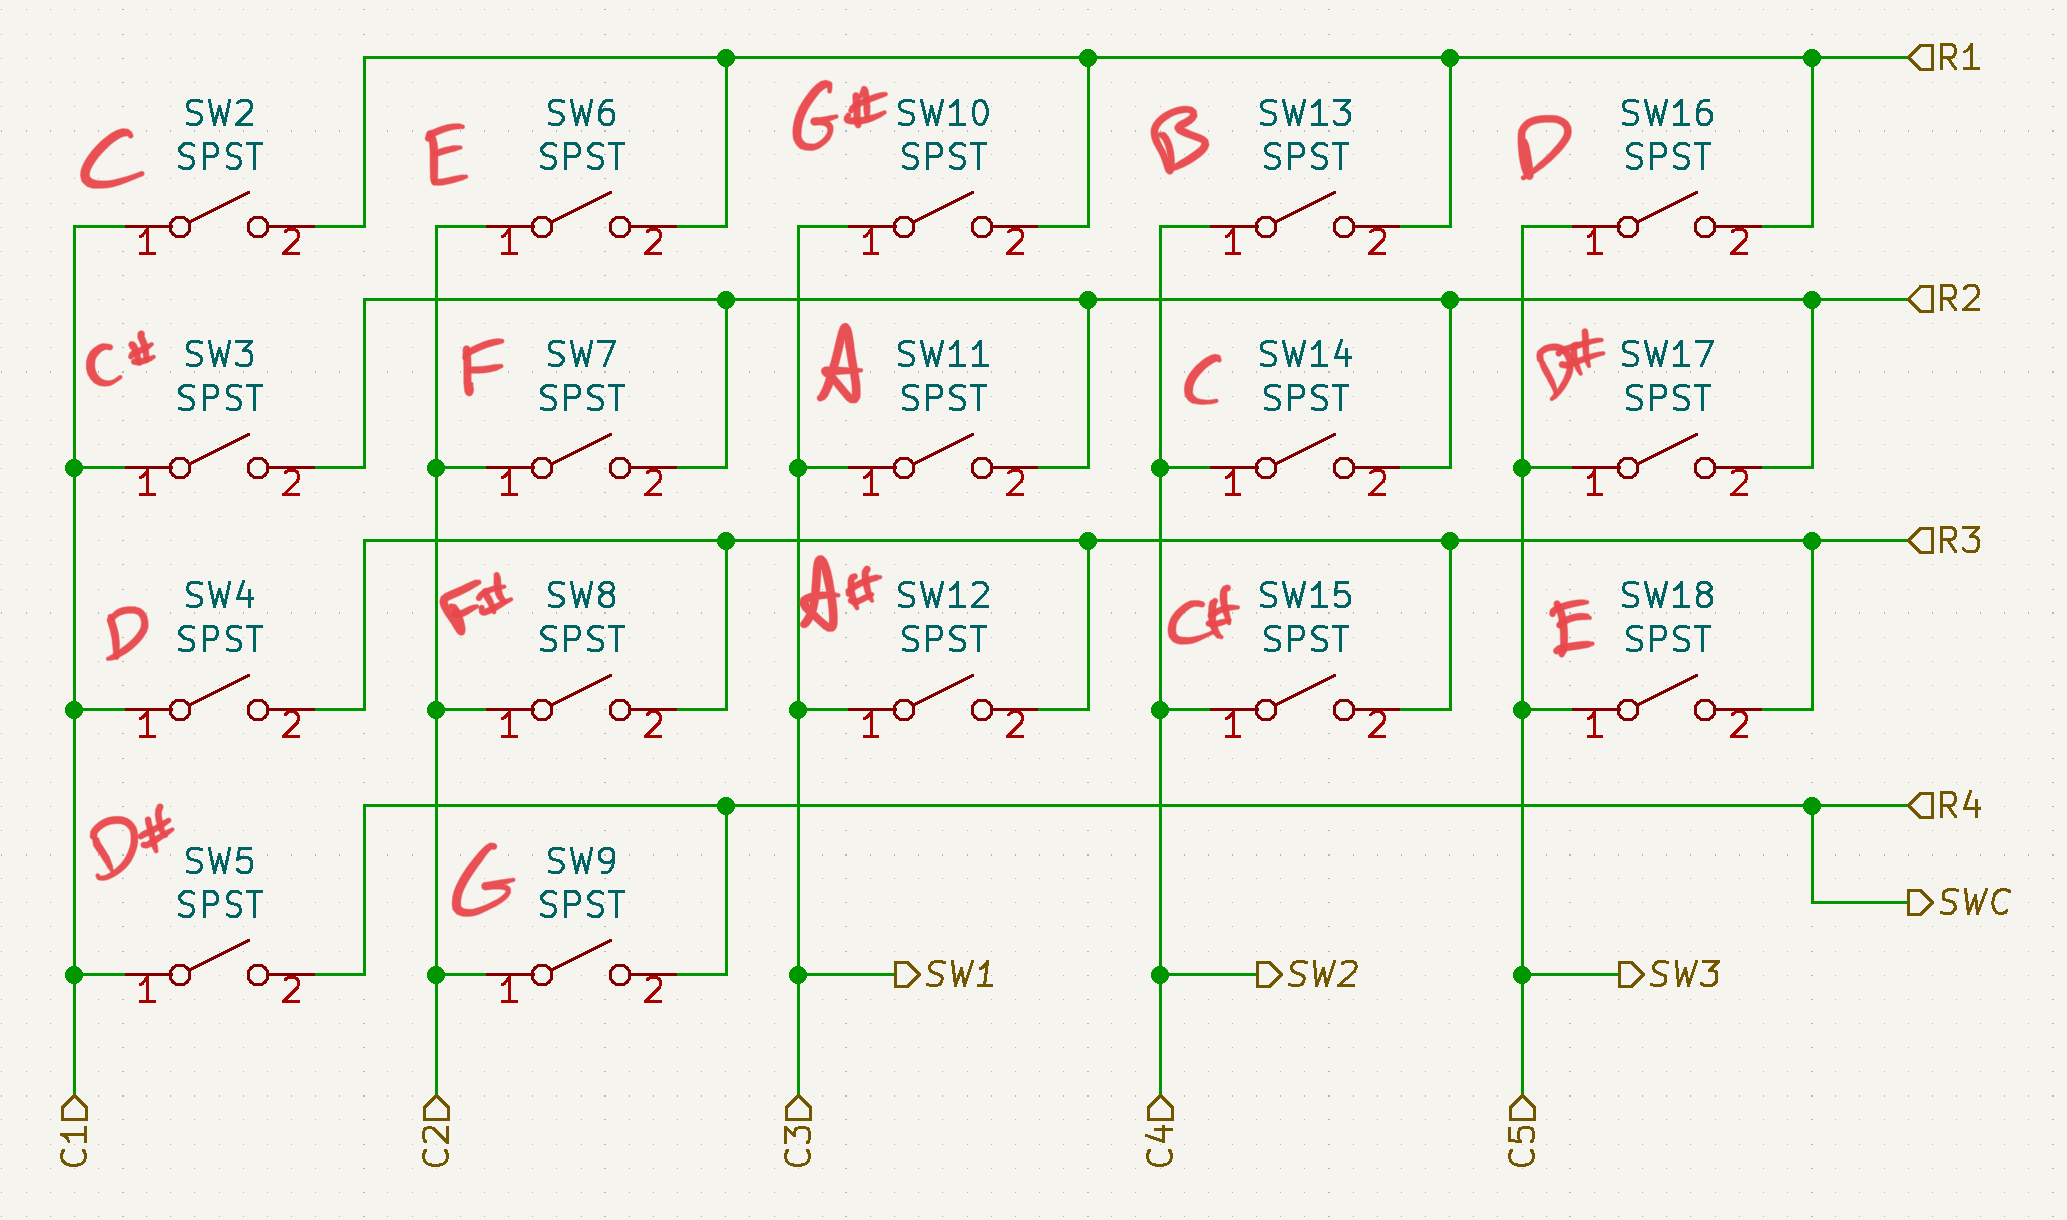 R1
C SW2 SPST
1 2
E SW6 SPST
1 2
G# SW10 SPST
1 2
B SW13 SPST
1 2
D SW16 SPST
1 2
R2
C# SW3 SPST
1 2
F SW7 SPST
1 2
A SW11 SPST
1 2
C SW14 SPST
1 2
D# SW17 SPST
1 2
R3
D SW4 SPST
1 2
F# SW8 SPST
1 2
A# SW12 SPST
1 2
C# SW15 SPST
1 2
E SW18 SPST
1 2
R4
D# SW5 SPST
1 2
G SW9 SPST
1 2
SWC
SW1
SW2
SW3
C1
C2
C3
C4
C5